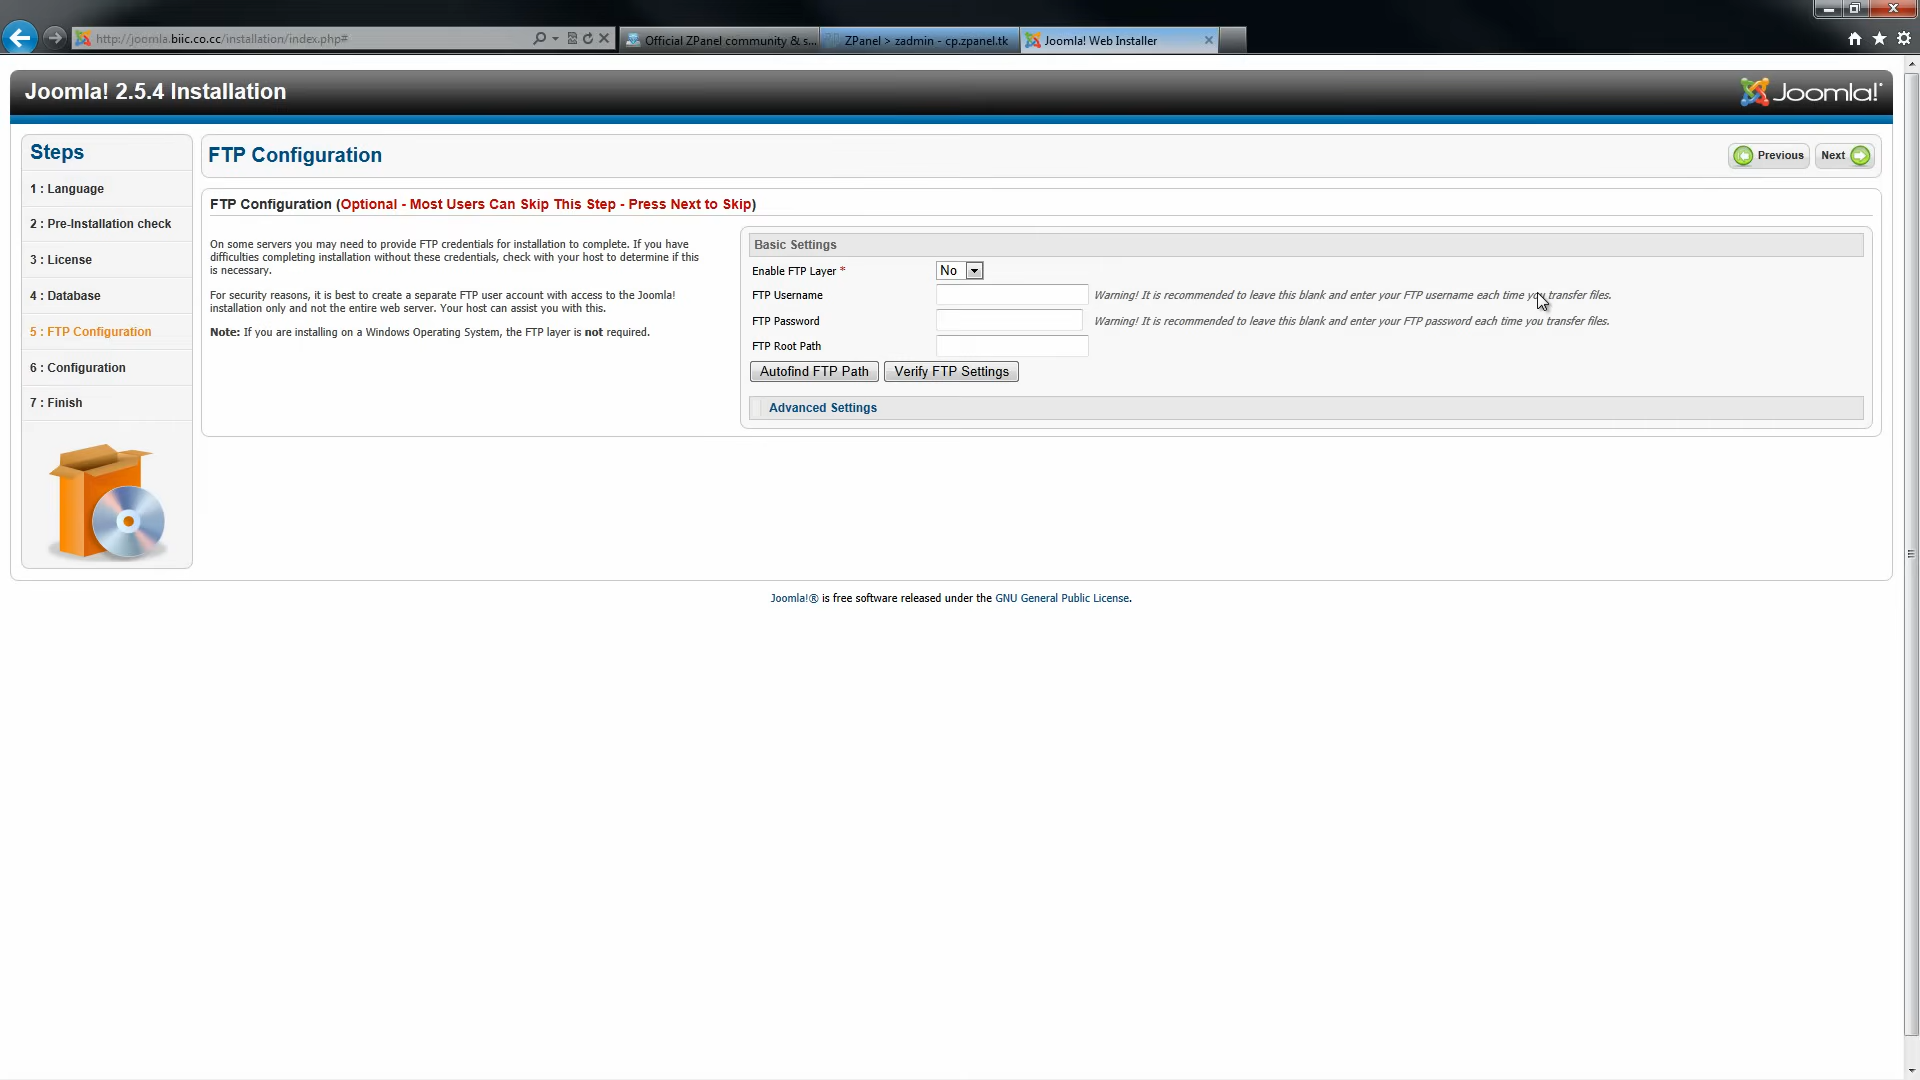 http://joomla.biic.co.cc/installation/index.php#
Official ZPanel community & s...
ZPanel > zadmin - cp.zpanel.tk
Joomla! Web Installer
Joomla! 2.5.4 Installation
Joomla!
Steps
1 : Language
2 : Pre-Installation check
3 : License
4 : Database
5 : FTP Configuration
6 : Configuration
7 : Finish
FTP Configuration
Previous
Next
FTP Configuration (Optional - Most Users Can Skip This Step - Press Next to Skip)
On some servers you may need to provide FTP credentials for installation to complete. If you have
difficulties completing installation without these credentials, check with your host to determine if this
is necessary.
For security reasons, it is best to create a separate FTP user account with access to the Joomla!
installation only and not the entire web server. Your host can assist you with this.
Note: If you are installing on a Windows Operating System, the FTP layer is not required.
Basic Settings
Enable FTP Layer * No
FTP Username Warning! It is recommended to leave this blank and enter your FTP username each time you transfer files.
FTP Password Warning! It is recommended to leave this blank and enter your FTP password each time you transfer files.
FTP Root Path
Autofind FTP Path Verify FTP Settings
Advanced Settings
Joomla!® is free software released under the GNU General Public License.